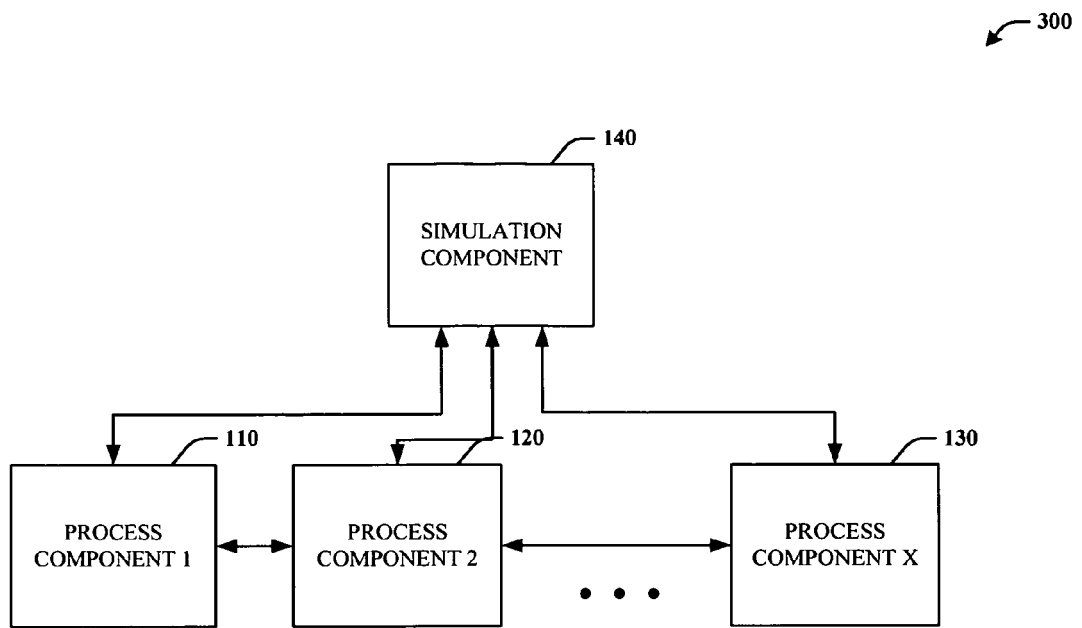 300
140
SIMULATION
COMPONENT
110
120
130
PROCESS
COMPONENT 1
PROCESS
COMPONENT 2
PROCESS
COMPONENT X